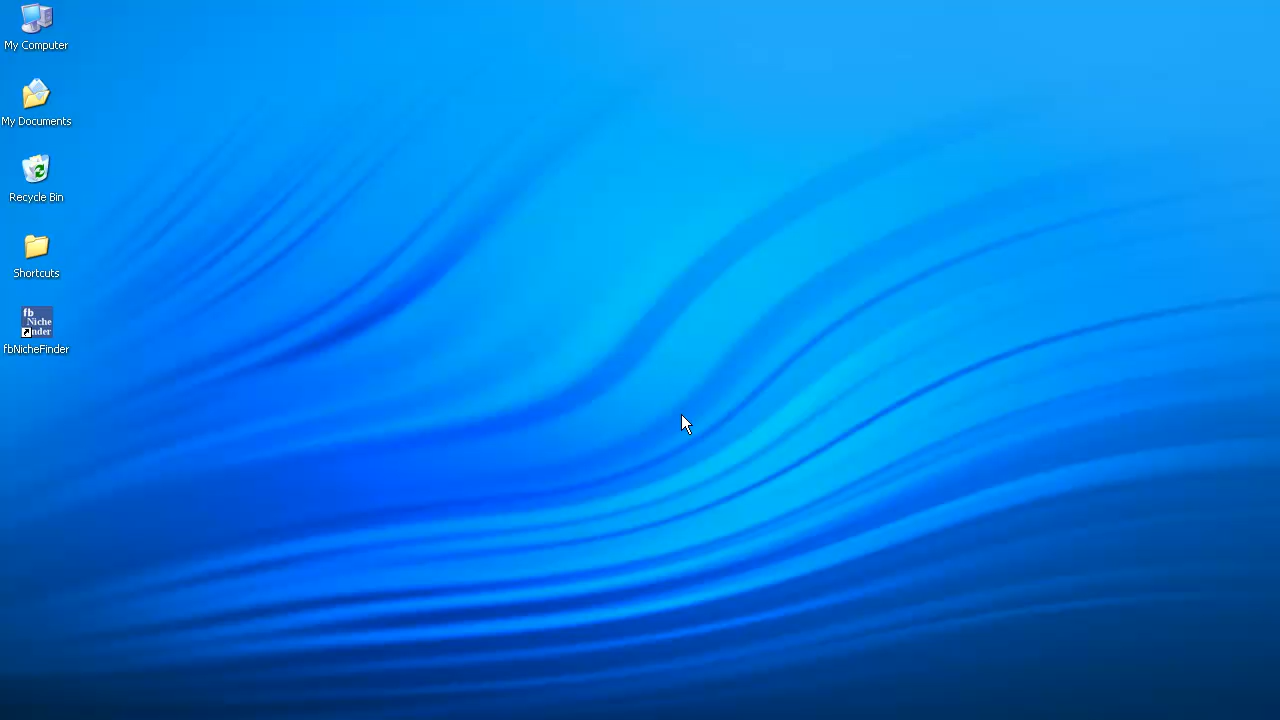 My Computer
My Documents
Recycle Bin
Shortcuts
fb
Niche
nder
fbNicheFinder